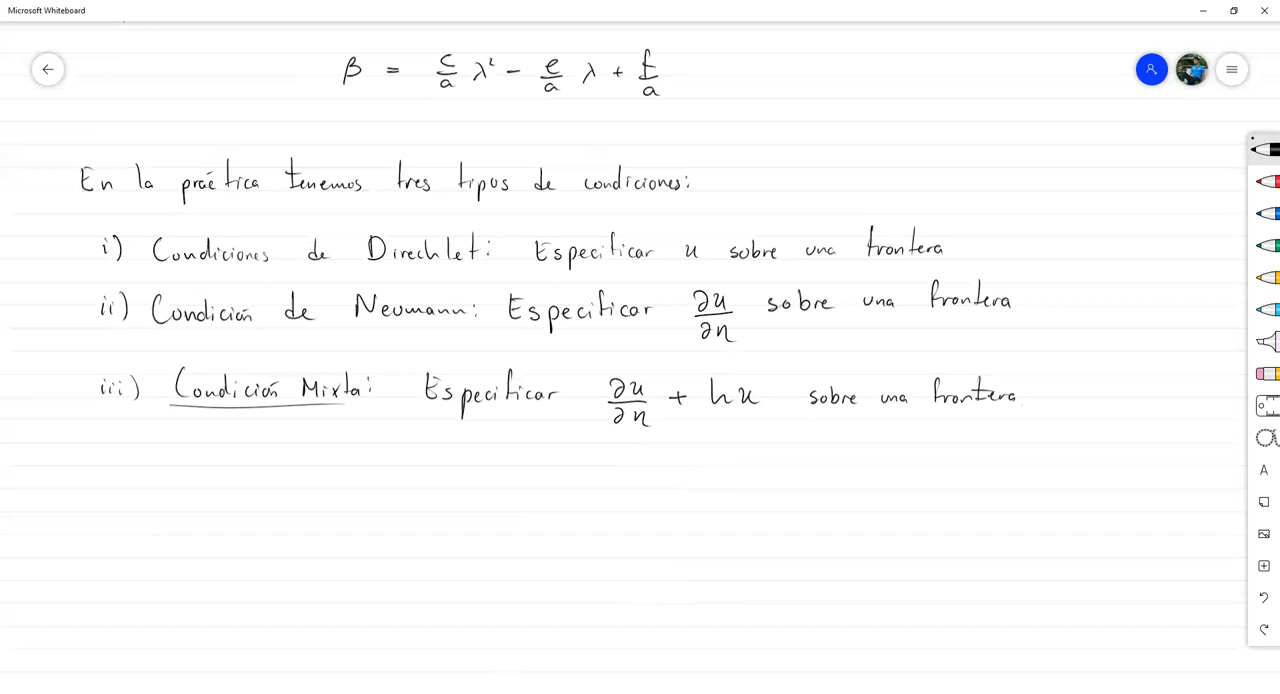 Microsoft Whiteboard
β = c/a λ² - e/a λ + f/a
En la práctica tenemos tres tipos de condiciones:
i) Condiciones de Direchlet: Especificar u sobre una frontera
ii) Condición de Neumann: Especificar ∂u/∂n sobre una frontera
iii) Condición Mixta: Especificar ∂u/∂n + hu sobre una frontera.
A